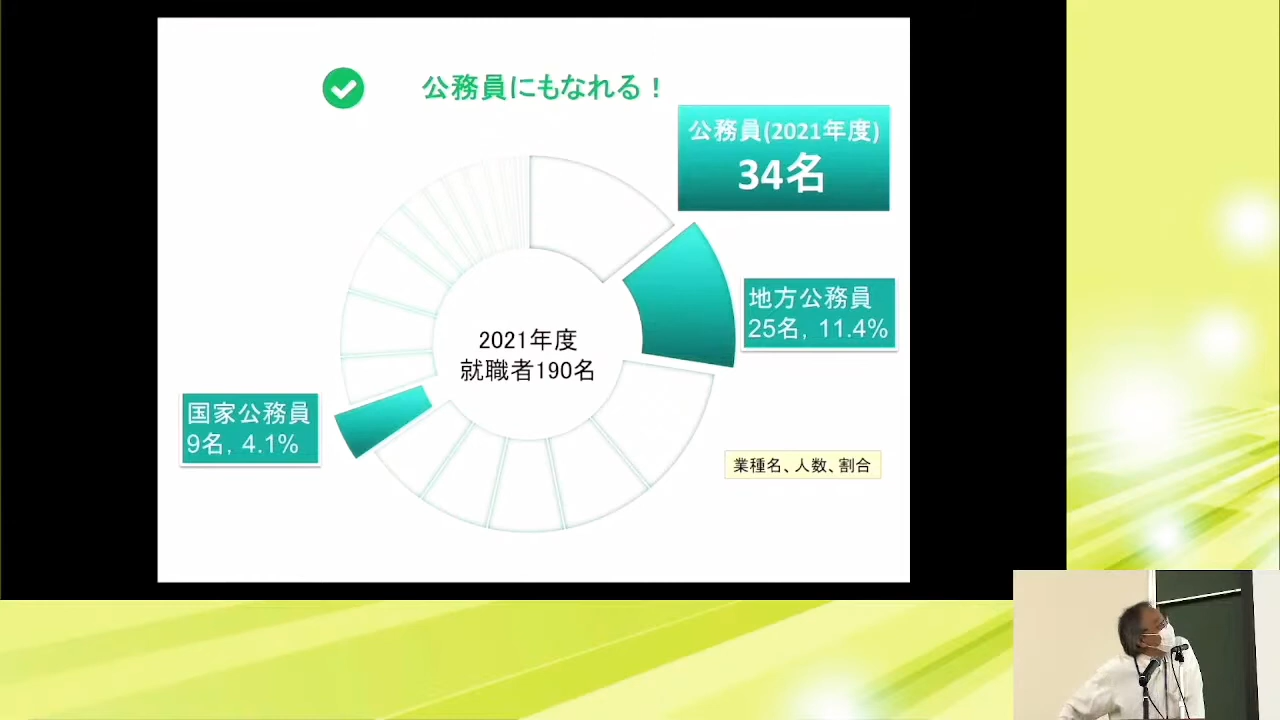 公務員にもなれる！
公務員(2021年度)
34名
地方公務員
25名, 11.4%
2021年度
就職者190名
国家公務員
9名, 4.1%
業種名、人数、割合